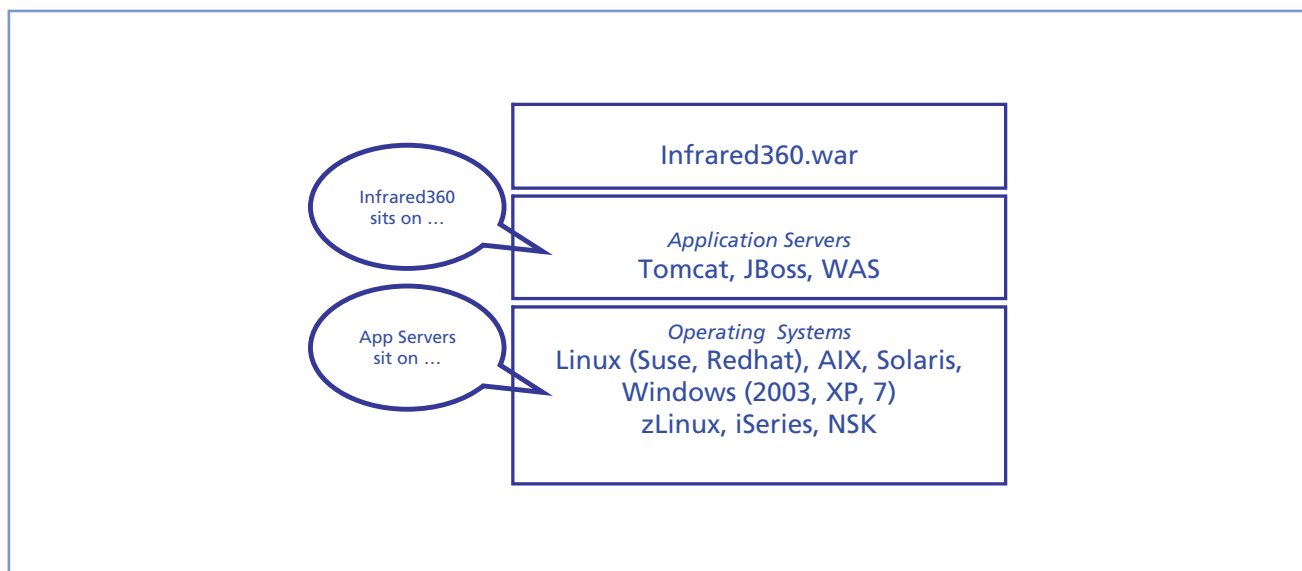 Infrared360.war
Infrared360
sits on …
Application Servers
Tomcat, JBoss, WAS
App Servers
sit on …
Operating Systems
Linux (Suse, Redhat), AIX, Solaris,
Windows (2003, XP, 7)
zLinux, iSeries, NSK